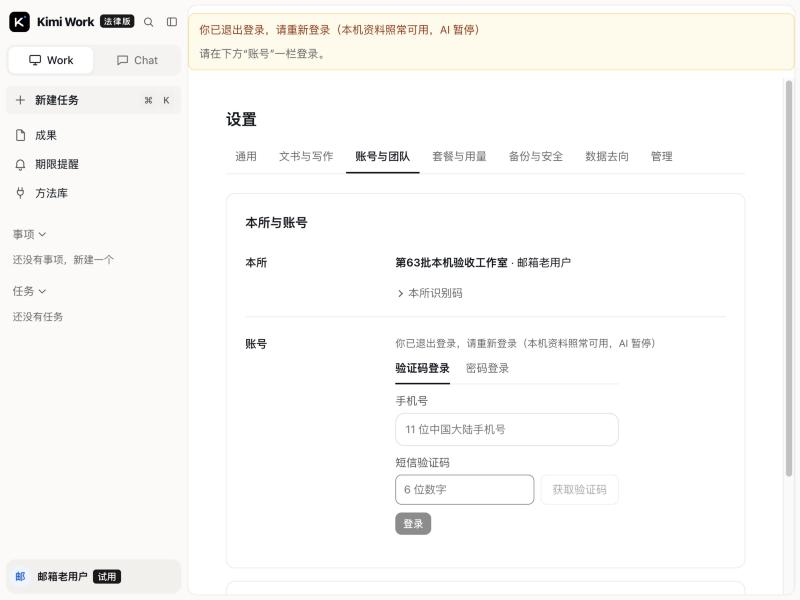 Kimi Work 法律版
Work
Chat
新建任务 ⌘ K
成果
期限提醒
方法库
事项
还没有事项，新建一个
任务
还没有任务
邮 邮箱老用户 试用
你已退出登录，请重新登录（本机资料照常可用，AI 暂停）
请在下方“账号”一栏登录。
设置
通用 文书与写作 账号与团队 套餐与用量 备份与安全 数据去向 管理
本所与账号
本所 第63批本机验收工作室 · 邮箱老用户
本所识别码
账号 你已退出登录，请重新登录（本机资料照常可用，AI 暂停）
验证码登录 密码登录
手机号
11 位中国大陆手机号
短信验证码
6 位数字 获取验证码
登录